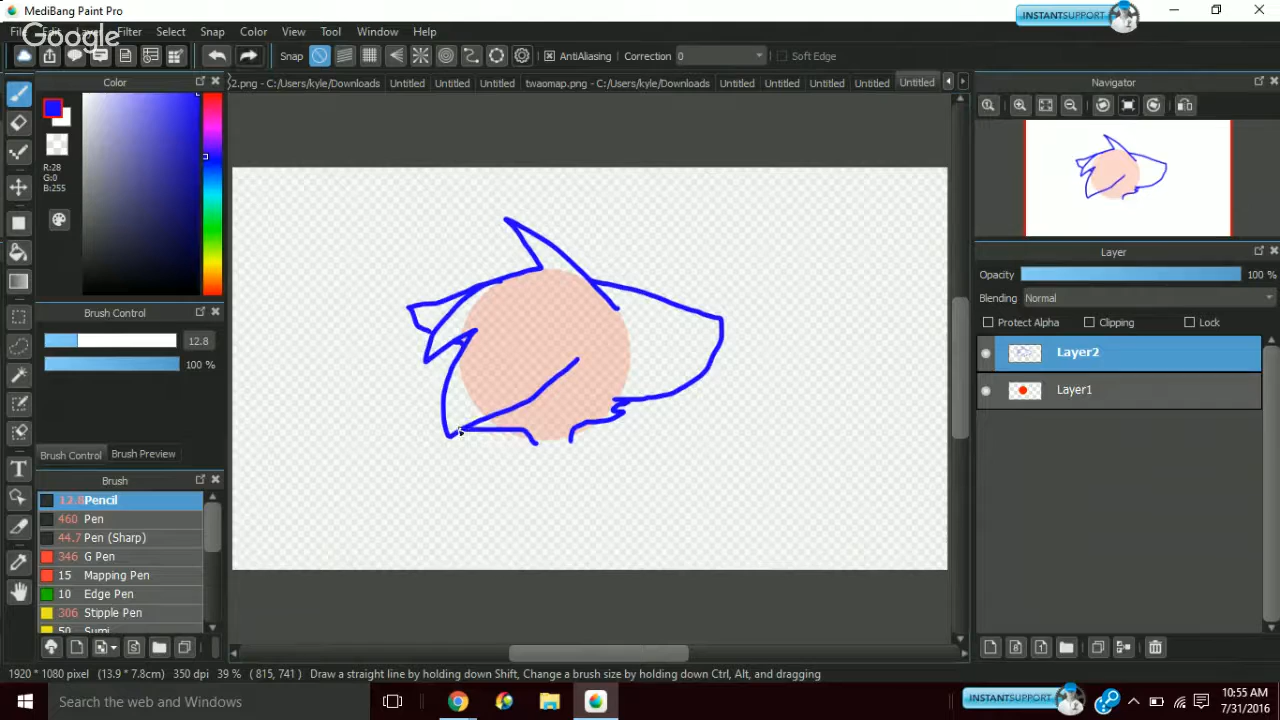 MediBang Paint Pro
INSTANTSUPPORT
File Edit Layer Filter Select Snap Color View Tool Window Help
Google
Snap AntiAliasing Correction 0 Soft Edge
Color
2.png - C:/Users/kyle/Downloads Untitled Untitled Untitled twaomap.png - C:/Users/kyle/Downloads Untitled Untitled Untitled Untitled Untitled
Navigator
R:28
G:0
B:255
Layer
Opacity 100 %
Blending Normal
Protect Alpha Clipping Lock
Layer2
Layer1
Brush Control
12.8
100 %
Brush Control Brush Preview
Brush
12.8 Pencil
460 Pen
44.7 Pen (Sharp)
346 G Pen
15 Mapping Pen
10 Edge Pen
306 Stipple Pen
50 Sumi
1920 * 1080 pixel (13.9 * 7.8cm) 350 dpi 39 % ( 815, 741) Draw a straight line by holding down Shift, Change a brush size by holding down Ctrl, Alt, and dragging
Search the web and Windows
INSTANTSUPPORT
10:55 AM
7/31/2016